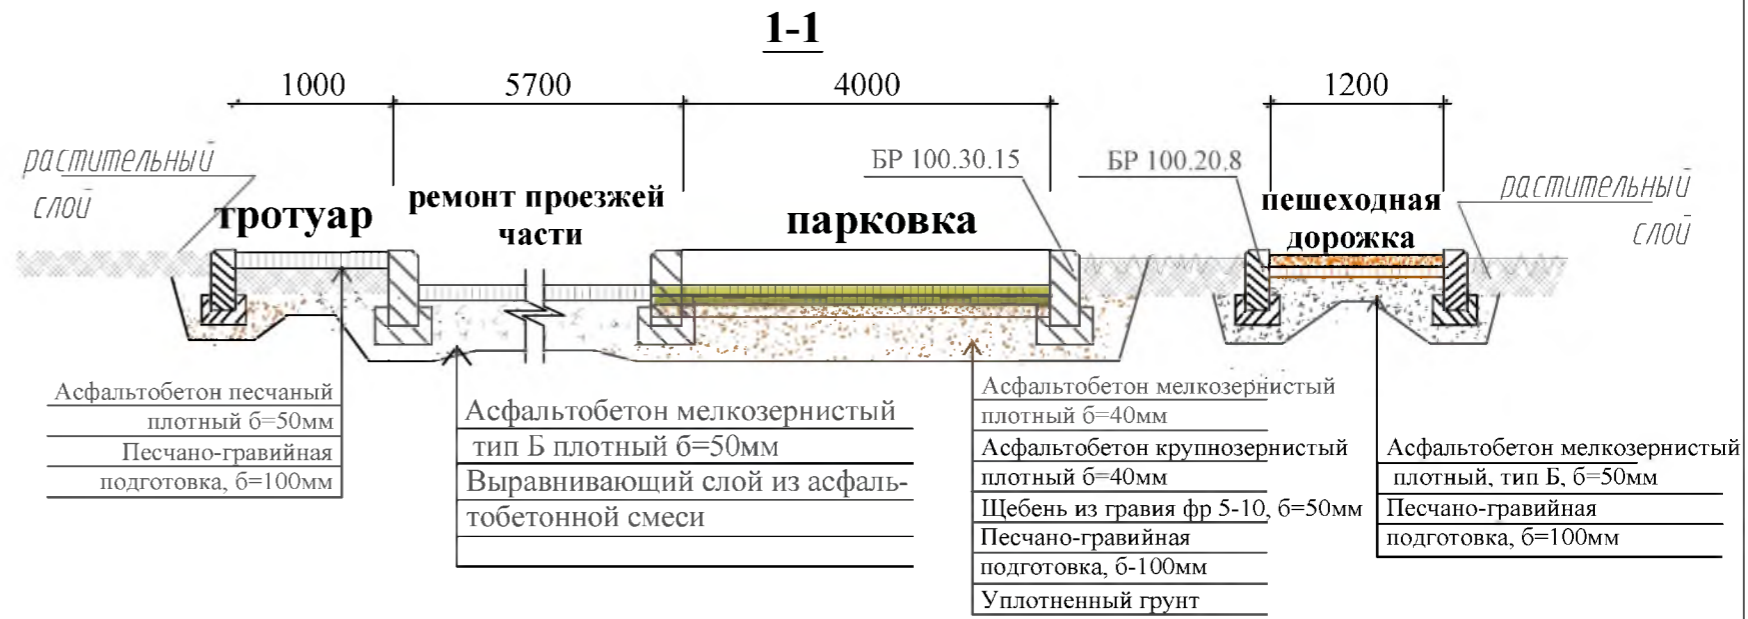 1-1
1000
5700
4000
1200
растительный
слой
тротуар
ремонт проезжей
части
парковка
БР 100.30.15
БР 100.20,8
пешеходная
дорожка
растительный
слой
Асфальтобетон песчаный
плотный б=50мм
Песчано-гравийная
подготовка, б=100мм
Асфальтобетон мелкозернистый
тип Б плотный б=50мм
Выравнивающий слой из асфаль-
тобетонной смеси
Асфальтобетон мелкозернистый
плотный б=40мм
Асфальтобетон крупнозернистый
плотный б=40мм
Щебень из гравия фр 5-10, б=50мм
Песчано-гравийная
подготовка, б-100мм
Уплотненный грунт
Асфальтобетон мелкозернистый
плотный, тип Б, б=50мм
Песчано-гравийная
подготовка, б=100мм